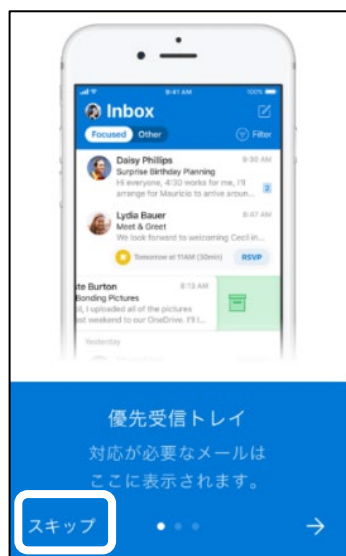 9:41 AM
100%
Inbox
Focused Other
Filter
Daisy Phillips 9:30 AM
Surprise Birthday Planning
Hi everyone, 4:30 works for me, I'll
arrange for Mauricio to arrive aroun...
2
Lydia Bauer 8:47 AM
Meet & Greet
We look forward to welcoming Cecil in...
Tomorrow at 11AM (30min) RSVP
te Burton 8:13 AM
Bonding Pictures
I uploaded all of the pictures
st weekend to our OneDrive. I'll l...
Yesterday
優先受信トレイ
対応が必要なメールは
ここに表示されます。
スキップ